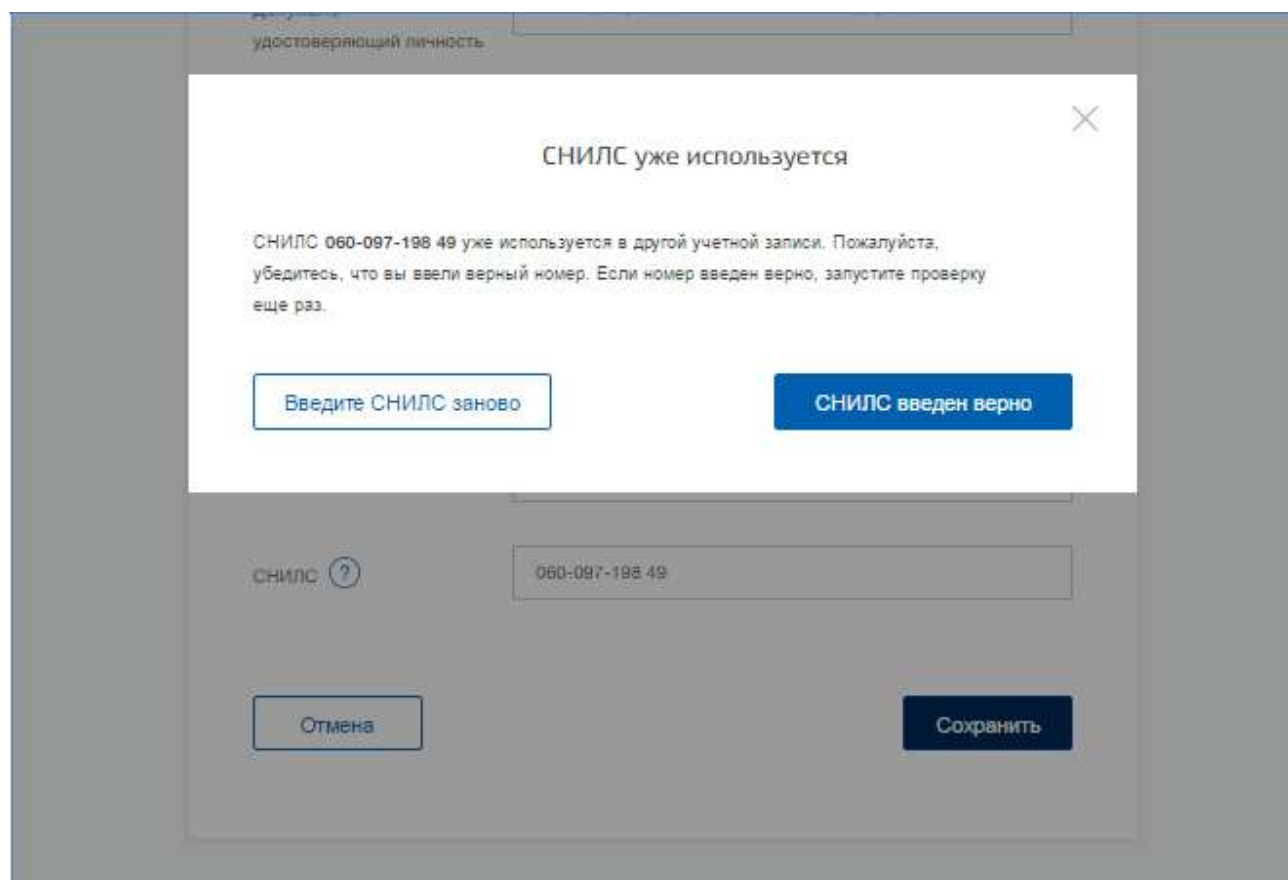 удостоверяющий личность
СНИЛС уже используется
СНИЛС 060-097-198 49 уже используется в другой учетной записи. Пожалуйста,
убедитесь, что вы ввели верный номер. Если номер введен верно, запустите проверку
еще раз.
Введите СНИЛС заново
СНИЛС введен верно
СНИЛС ?
060-097-198 49
Отмена
Сохранить